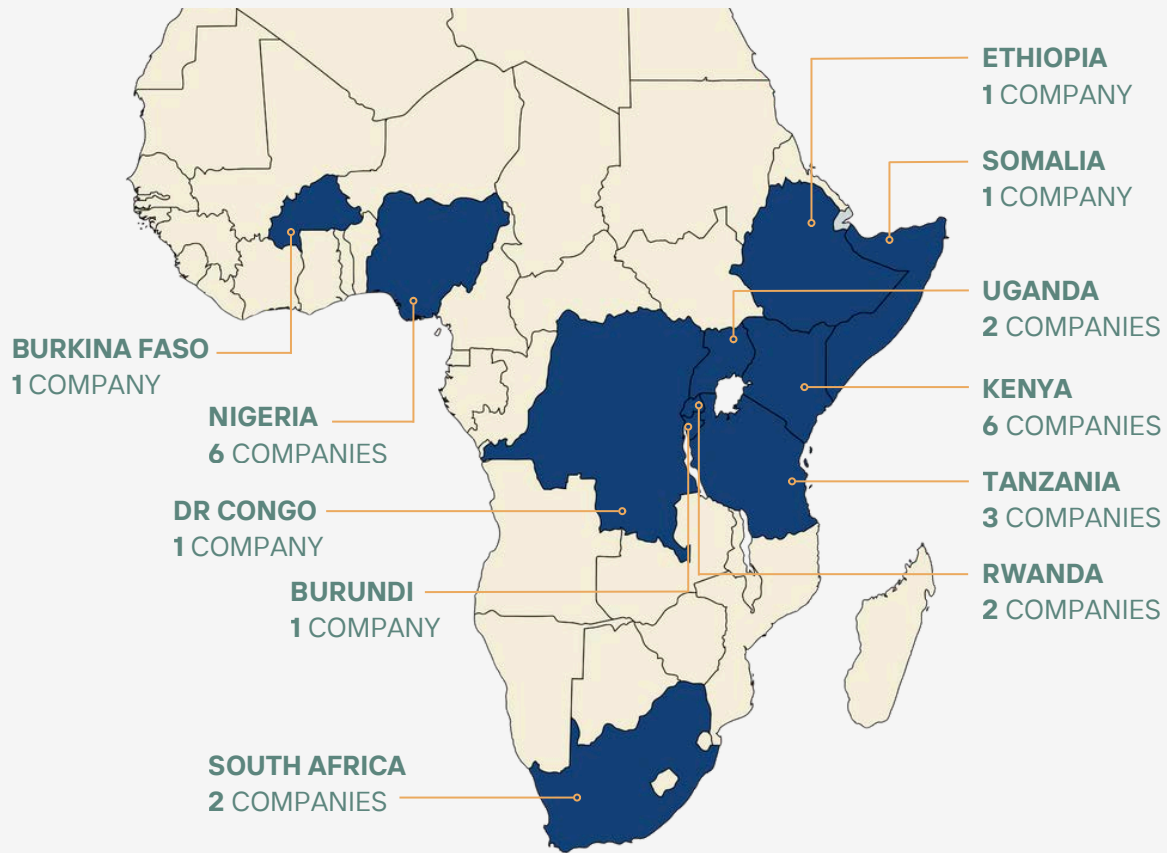 ETHIOPIA
1 COMPANY
SOMALIA
1 COMPANY
UGANDA
2 COMPANIES
BURKINA FASO
1 COMPANY
KENYA
6 COMPANIES
NIGERIA
6 COMPANIES
TANZANIA
3 COMPANIES
DR CONGO
1 COMPANY
RWANDA
2 COMPANIES
BURUNDI
1 COMPANY
SOUTH AFRICA
2 COMPANIES